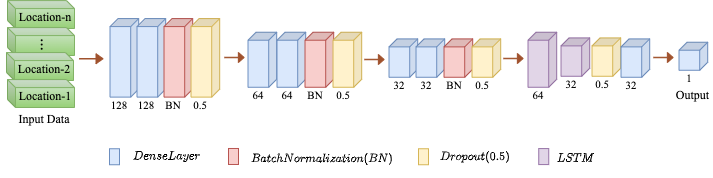 Location-n
⋮
Location-2
Location-1
Input Data
128 128 BN 0.5
64 64 BN 0.5
32 32 BN 0.5
64 32 0.5 32
1
Output
DenseLayer BatchNormalization(BN) Dropout(0.5) LSTM